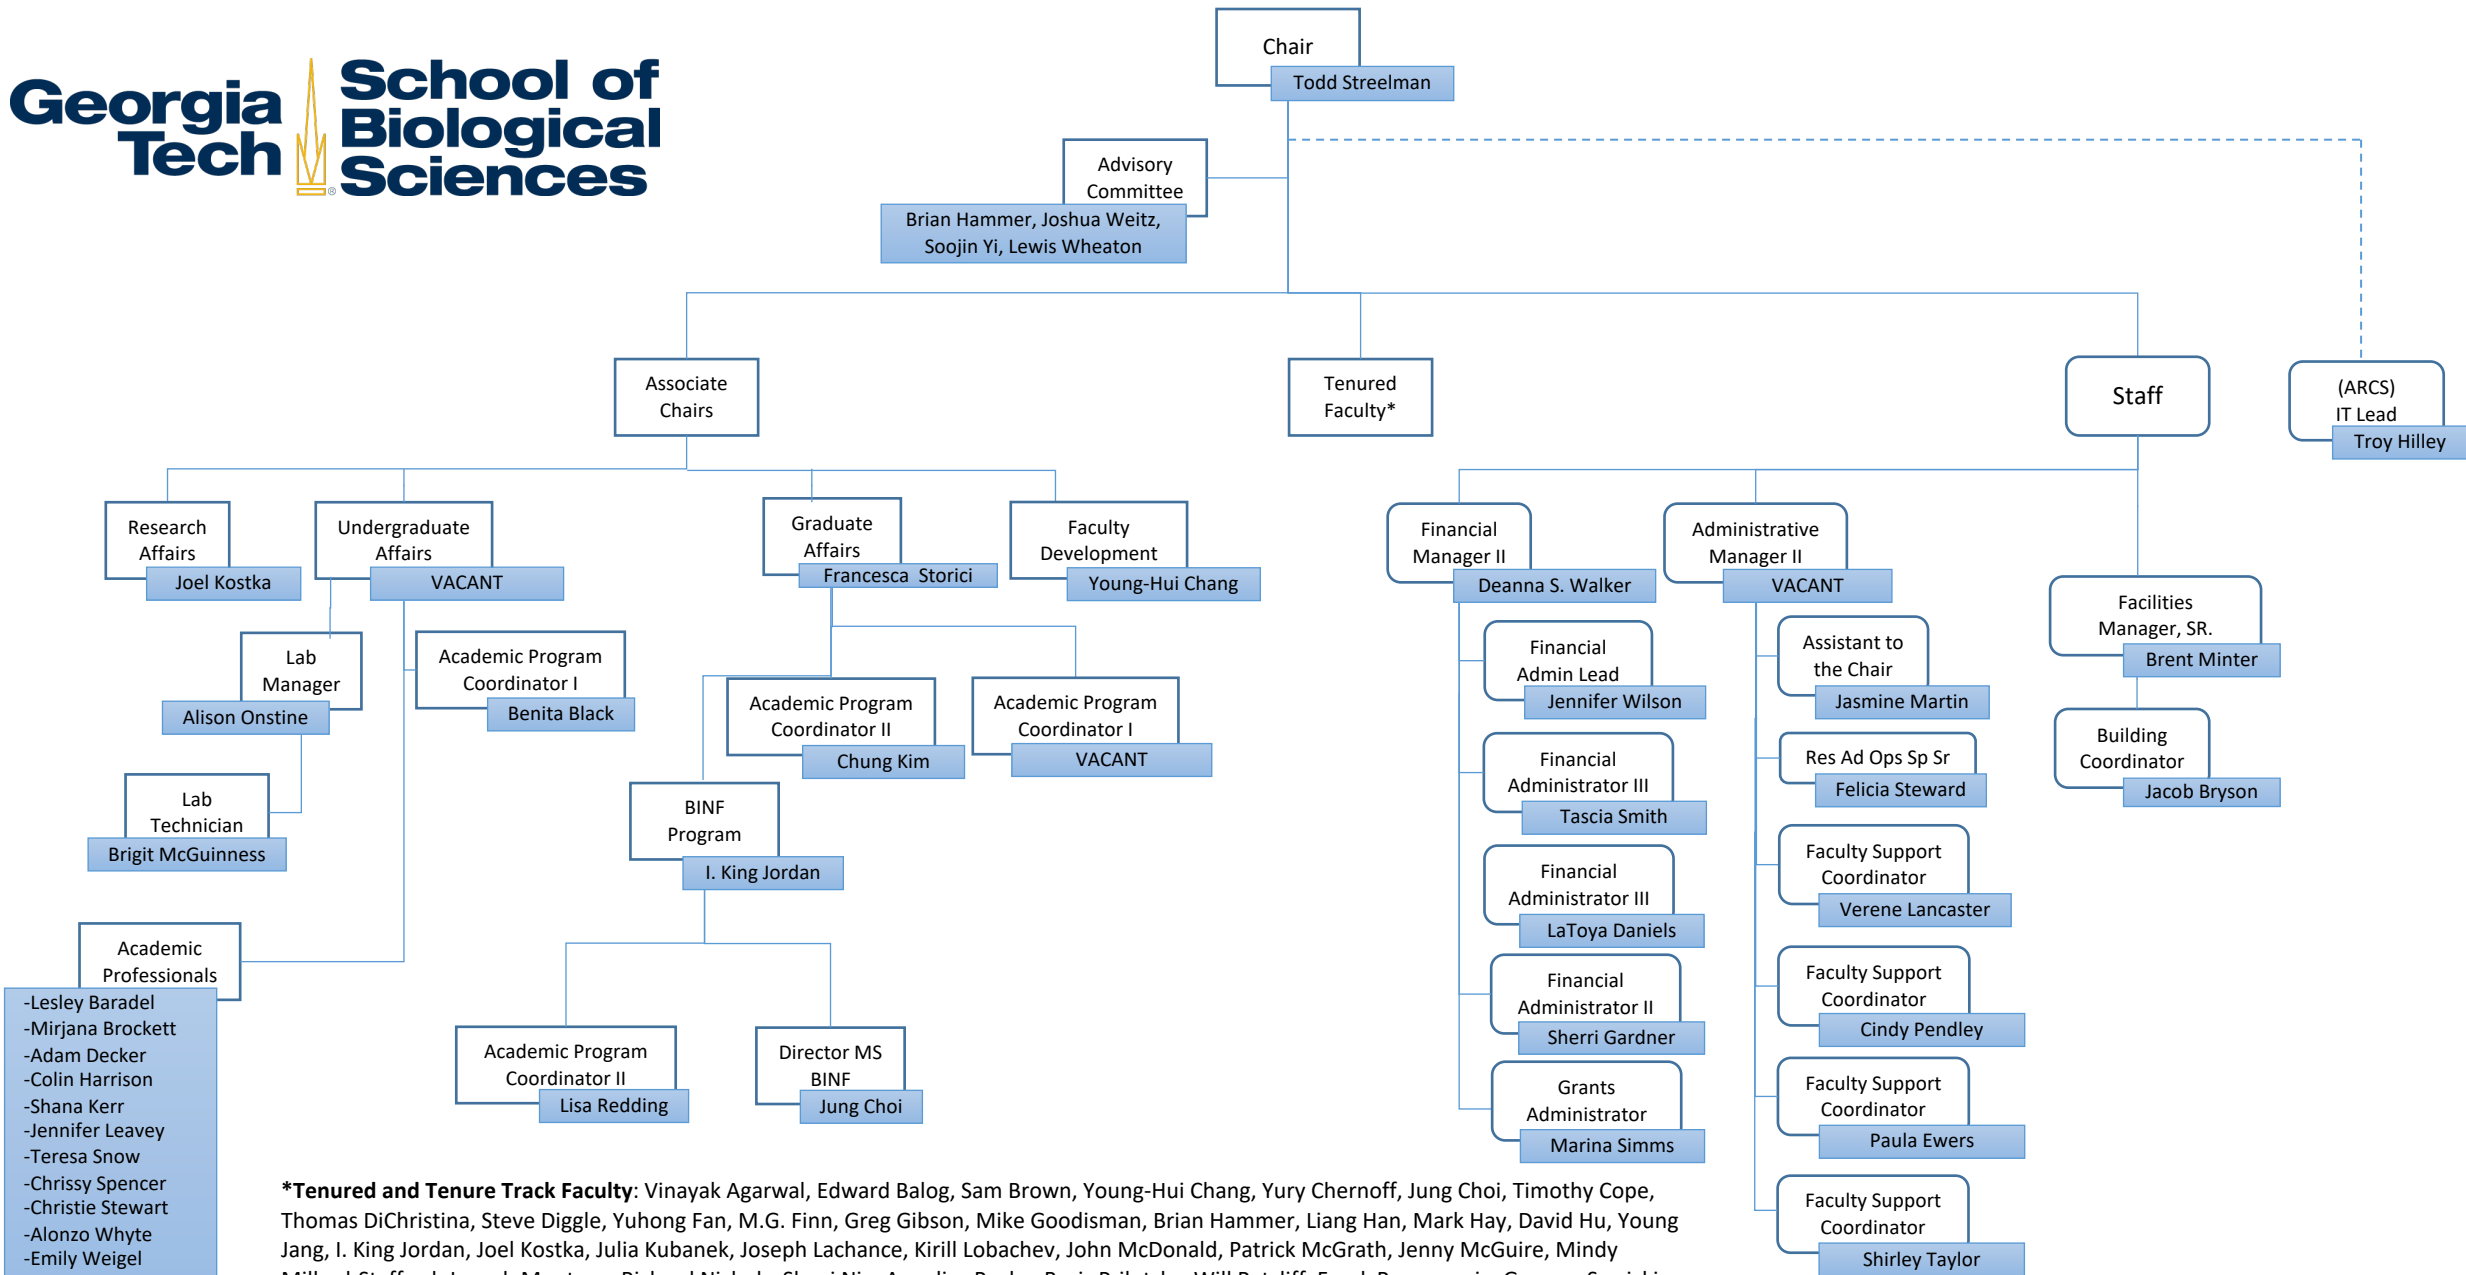 Georgia Tech
School of Biological Sciences
®
Chair
Todd Streelman
Advisory
Committee
Brian Hammer, Joshua Weitz,
Soojin Yi, Lewis Wheaton
Associate
Chairs
Tenured
Faculty*
Staff
(ARCS)
IT Lead
Troy Hilley
Research
Affairs
Joel Kostka
Undergraduate
Affairs
VACANT
Graduate
Affairs
Francesca Storici
Faculty
Development
Young-Hui Chang
Financial
Manager II
Deanna S. Walker
Administrative
Manager II
VACANT
Facilities
Manager, SR.
Brent Minter
Lab
Manager
Alison Onstine
Academic Program
Coordinator I
Benita Black
Academic Program
Coordinator II
Chung Kim
Academic Program
Coordinator I
VACANT
Financial
Admin Lead
Jennifer Wilson
Assistant to
the Chair
Jasmine Martin
Building
Coordinator
Jacob Bryson
Lab
Technician
Brigit McGuinness
BINF
Program
I. King Jordan
Financial
Administrator III
Tascia Smith
Res Ad Ops Sp Sr
Felicia Steward
Financial
Administrator III
LaToya Daniels
Faculty Support
Coordinator
Verene Lancaster
Academic
Professionals
-Lesley Baradel
-Mirjana Brockett
-Adam Decker
-Colin Harrison
-Shana Kerr
-Jennifer Leavey
-Teresa Snow
-Chrissy Spencer
-Christie Stewart
-Alonzo Whyte
-Emily Weigel
Academic Program
Coordinator II
Lisa Redding
Director MS
BINF
Jung Choi
Financial
Administrator II
Sherri Gardner
Faculty Support
Coordinator
Cindy Pendley
Grants
Administrator
Marina Simms
Faculty Support
Coordinator
Paula Ewers
Faculty Support
Coordinator
Shirley Taylor
*Tenured and Tenure Track Faculty: Vinayak Agarwal, Edward Balog, Sam Brown, Young-Hui Chang, Yury Chernoff, Jung Choi, Timothy Cope,
Thomas DiChristina, Steve Diggle, Yuhong Fan, M.G. Finn, Greg Gibson, Mike Goodisman, Brian Hammer, Liang Han, Mark Hay, David Hu, Young
Jang, I. King Jordan, Joel Kostka, Julia Kubanek, Joseph Lachance, Kirill Lobachev, John McDonald, Patrick McGrath, Jenny McGuire, Mindy